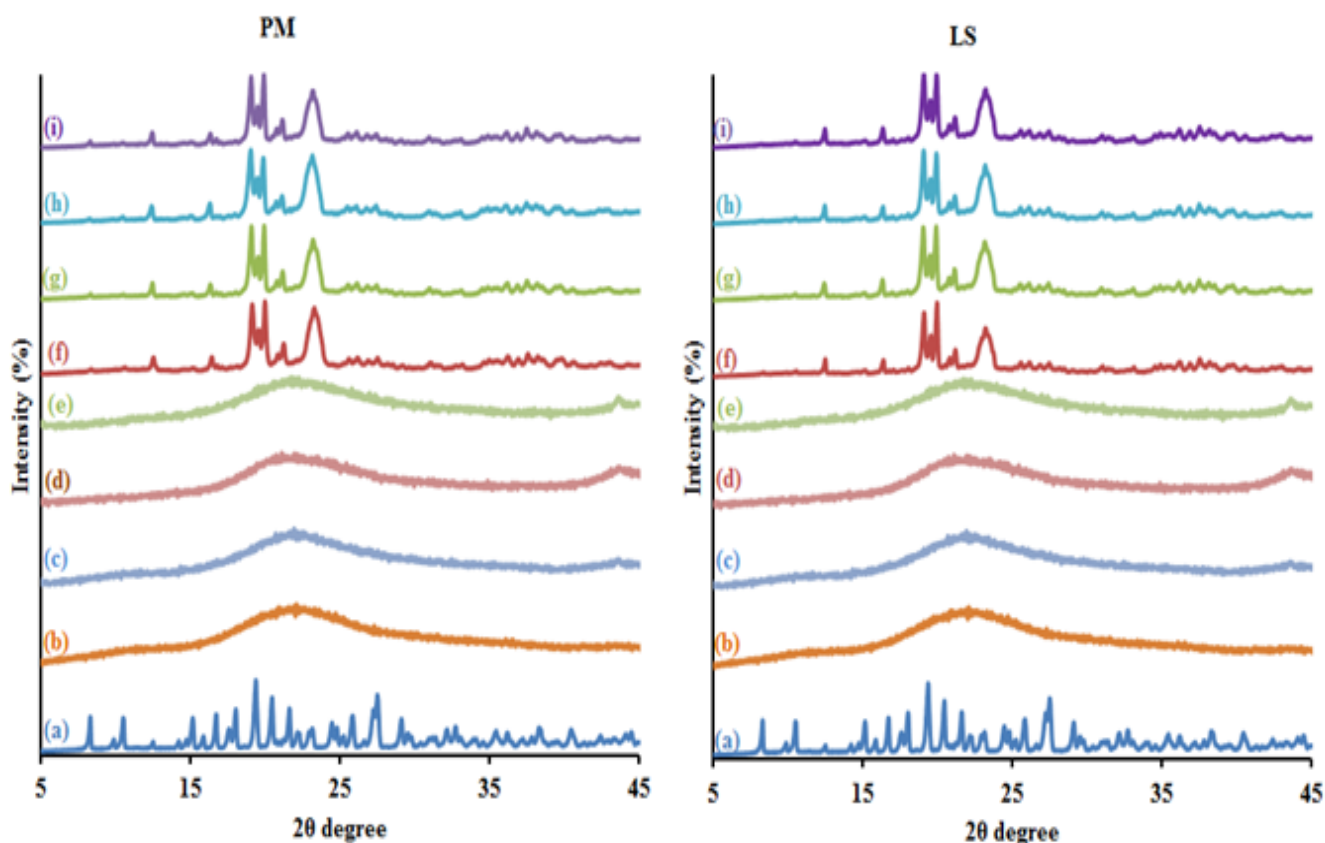 PM
(i)
(h)
(g)
(f)
(e)
(d)
(c)
(b)
(a)
Intensity (%)
5 15 25 35 45
2θ degree
LS
(i)
(h)
(g)
(f)
(e)
(d)
(c)
(b)
(a)
Intensity (%)
5 15 25 35 45
2θ degree